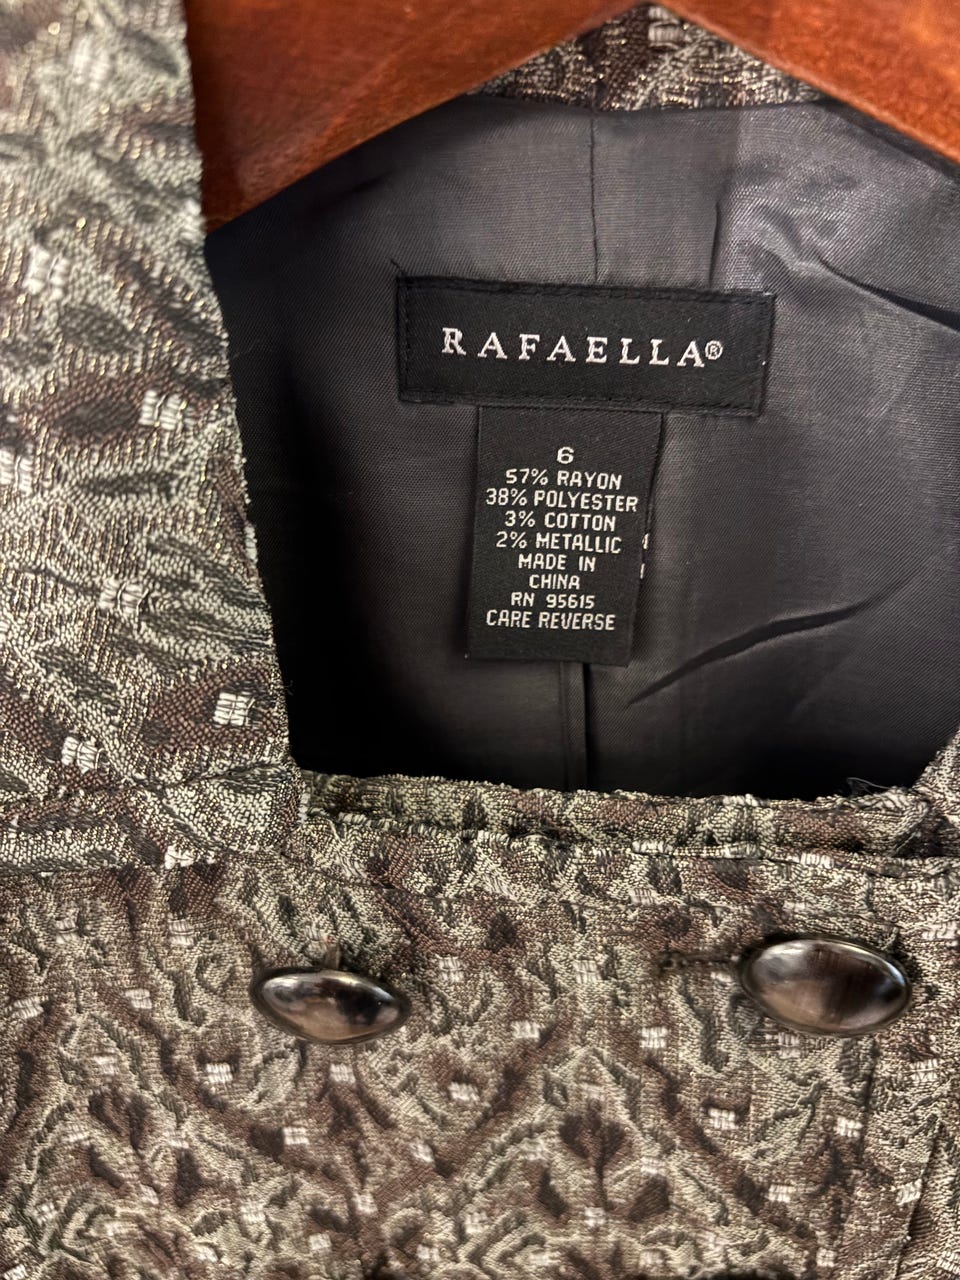 RAFAELLA®
6
57% RAYON
38% POLYESTER
3% COTTON
2% METALLIC
MADE IN
CHINA
RN 95615
CARE REVERSE